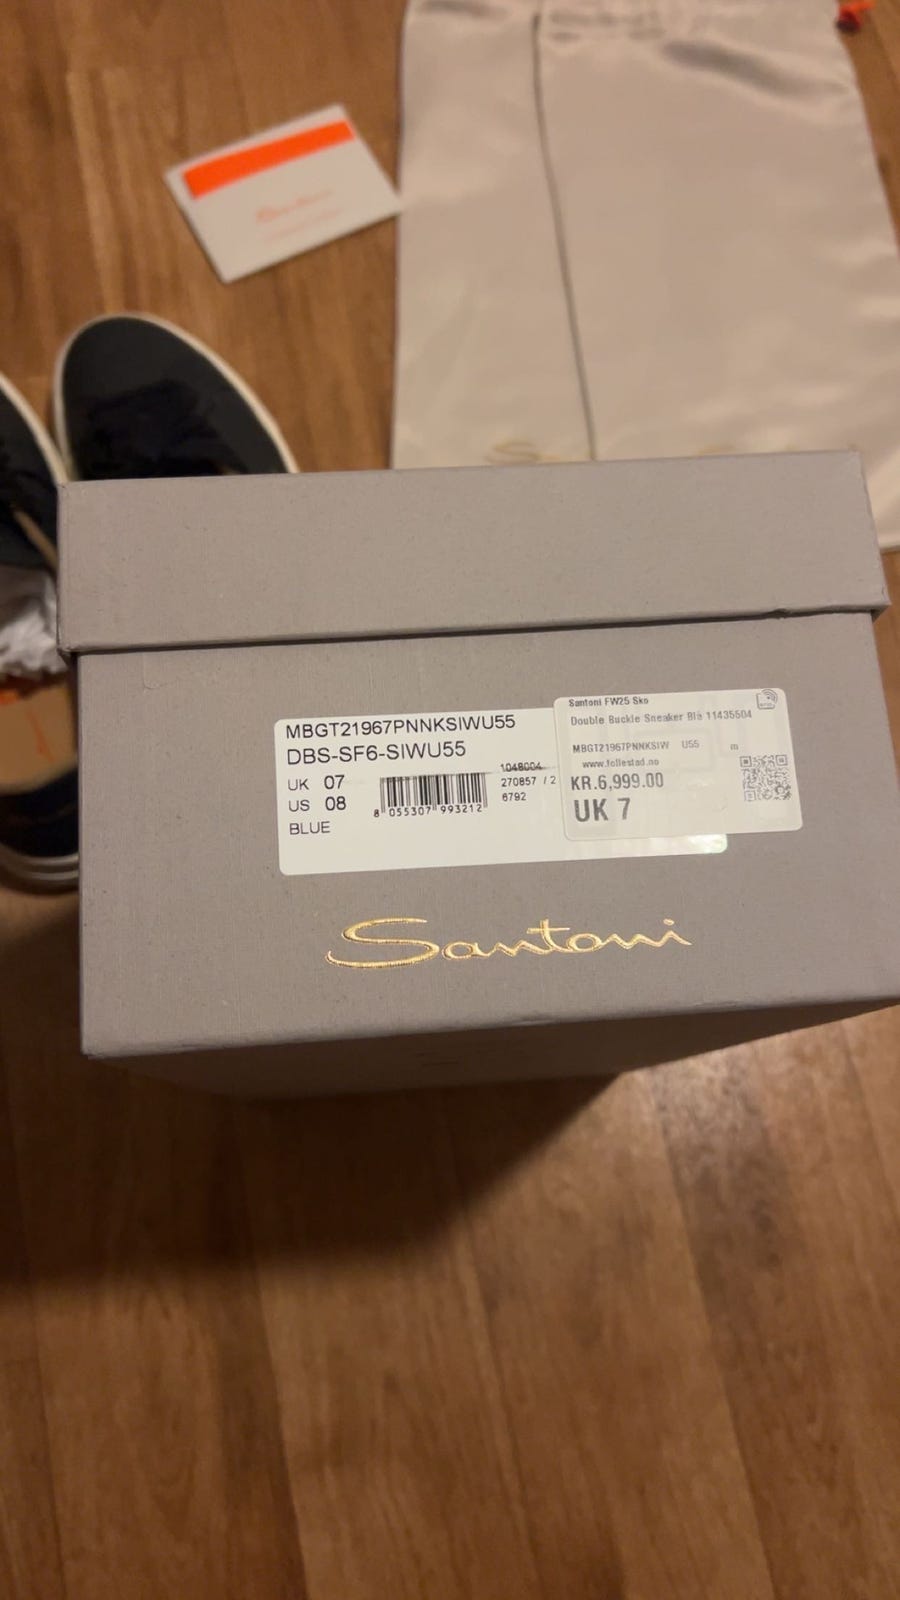 Santoni
MBGT21967PNNKSIWU55
DBS-SF6-SIWU55
UK 07
US 08
BLUE
1048004
270857 / 2
6792
8 055307 993212
Santoni FW25 Sko
Double Buckle Sneaker Blå 11435504
MBGT21967PNNKSIW U55 m
www.follestad.no
KR.6,999.00
UK 7
Santoni